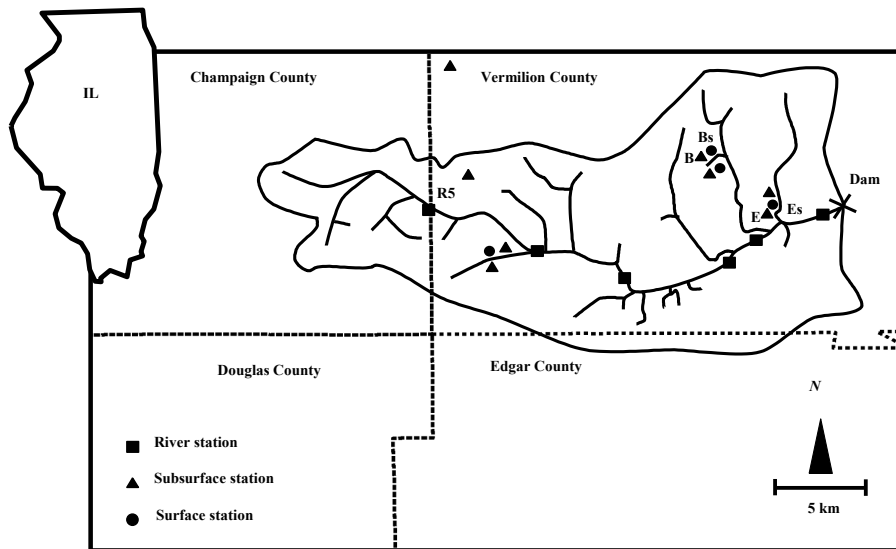 IL
Champaign County
Vermilion County
Bs
B
R5
Dam
E
Es
Douglas County
Edgar County
N
River station
Subsurface station
Surface station
5 km